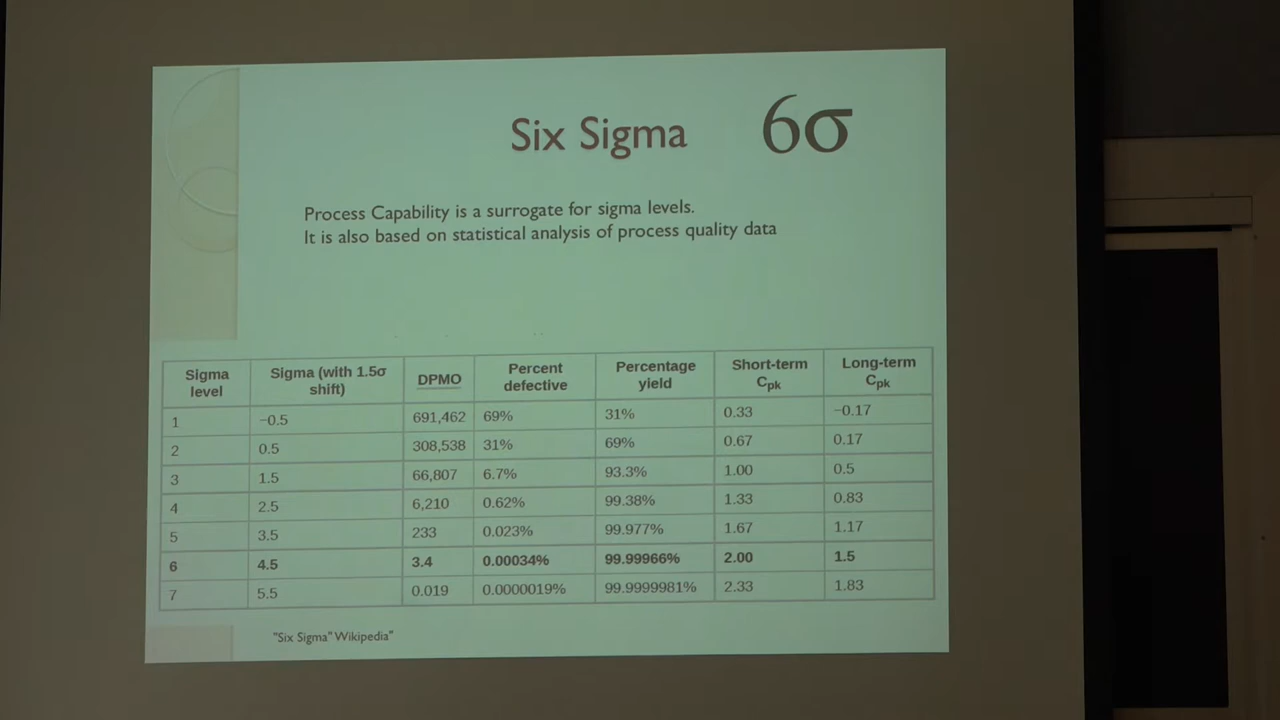 Six Sigma 6σ
Process Capability is a surrogate for sigma levels.
It is also based on statistical analysis of process quality data
Sigma level Sigma (with 1.5σ shift) DPMO Percent defective Percentage yield Short-term Cpk Long-term Cpk
1 −0.5 691,462 69% 31% 0.33 −0.17
2 0.5 308,538 31% 69% 0.67 0.17
3 1.5 66,807 6.7% 93.3% 1.00 0.5
4 2.5 6,210 0.62% 99.38% 1.33 0.83
5 3.5 233 0.023% 99.977% 1.67 1.17
6 4.5 3.4 0.00034% 99.99966% 2.00 1.5
7 5.5 0.019 0.0000019% 99.9999981% 2.33 1.83
"Six Sigma" Wikipedia"